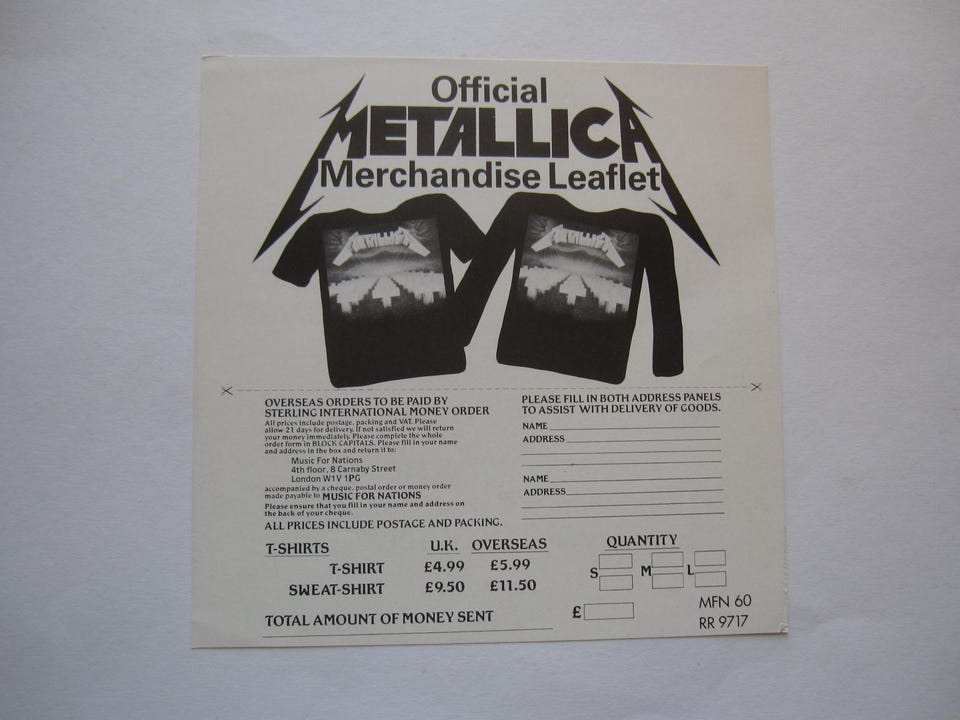 Official
METALLICA
Merchandise Leaflet
METALLICA
METALLICA
OVERSEAS ORDERS TO BE PAID BY
STERLING INTERNATIONAL MONEY ORDER
All prices include postage, packing and VAT. Please
allow 21 days for delivery. If not satisfied we will return
your money immediately. Please complete the whole
order form in BLOCK CAPITALS. Please fill in your name
and address in the box and return it to:
Music For Nations
4th floor, 8 Carnaby Street
London W1V 1PG
accompanied by a cheque, postal order or money order
made payable to MUSIC FOR NATIONS
Please ensure that you fill in your name and address on
the back of your cheque.
ALL PRICES INCLUDE POSTAGE AND PACKING.
PLEASE FILL IN BOTH ADDRESS PANELS
TO ASSIST WITH DELIVERY OF GOODS.
NAME
ADDRESS
NAME
ADDRESS
T-SHIRTS U.K. OVERSEAS QUANTITY
T-SHIRT £4.99 £5.99
SWEAT-SHIRT £9.50 £11.50
S M L
TOTAL AMOUNT OF MONEY SENT £
MFN 60
RR 9717